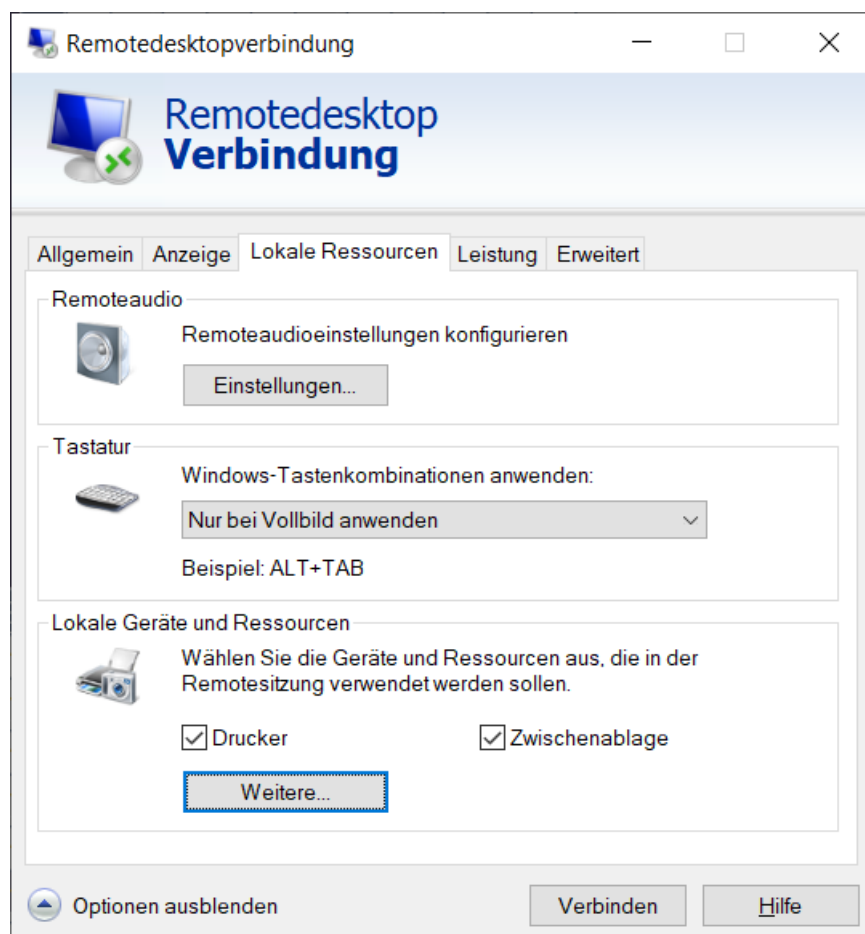 Remotedesktopverbindung
Remotedesktop
Verbindung
Allgemein Anzeige Lokale Ressourcen Leistung Erweitert
Remoteaudio
Remoteaudioeinstellungen konfigurieren
Einstellungen...
Tastatur
Windows-Tastenkombinationen anwenden:
Nur bei Vollbild anwenden
Beispiel: ALT+TAB
Lokale Geräte und Ressourcen
Wählen Sie die Geräte und Ressourcen aus, die in der
Remotesitzung verwendet werden sollen.
Drucker Zwischenablage
Weitere...
Optionen ausblenden Verbinden Hilfe